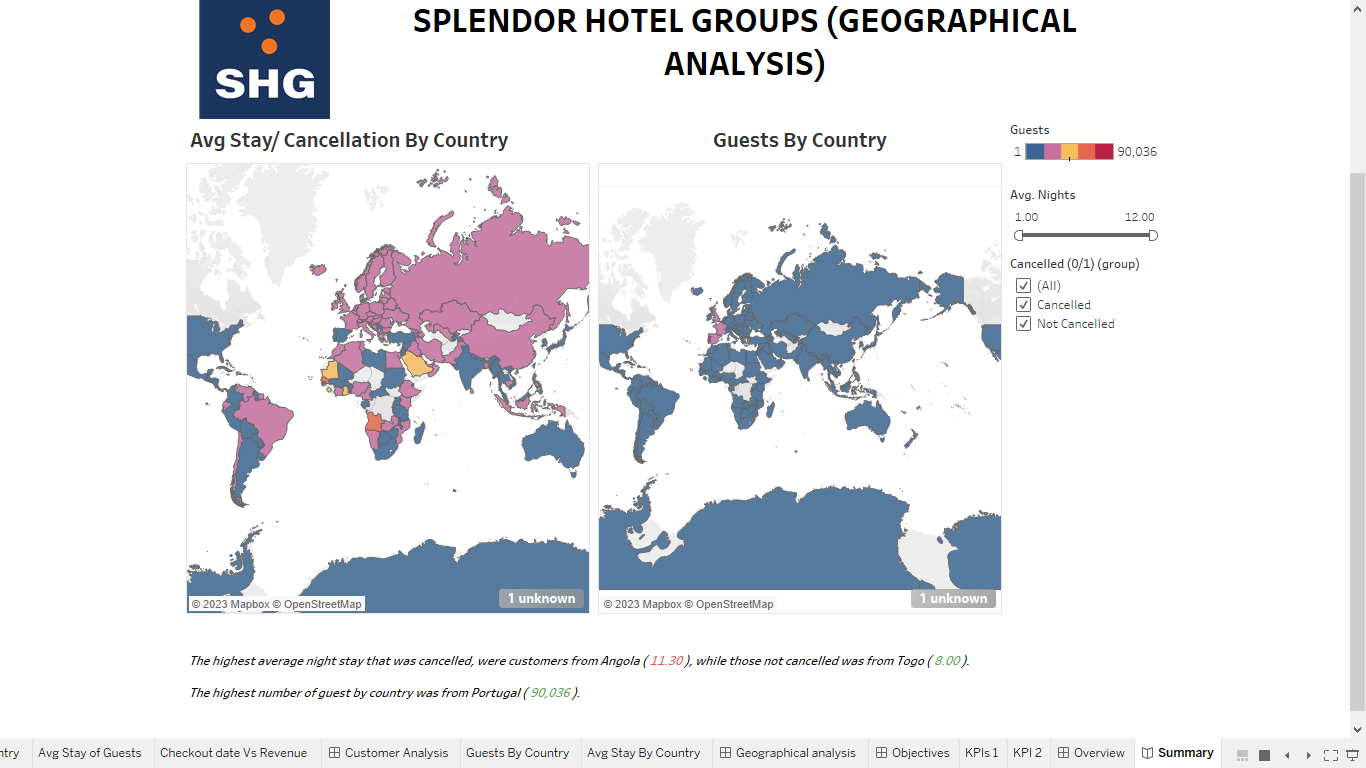 SHG
SPLENDOR HOTEL GROUPS (GEOGRAPHICAL
ANALYSIS)
Avg Stay/ Cancellation By Country
Guests By Country
Guests
1 90,036
Avg. Nights
1.00 12.00
Cancelled (0/1) (group)
(All)
Cancelled
Not Cancelled
© 2023 Mapbox © OpenStreetMap
1 unknown
© 2023 Mapbox © OpenStreetMap
1 unknown
The highest average night stay that was cancelled, were customers from Angola ( 11.30 ), while those not cancelled was from Togo ( 8.00 ).
The highest number of guest by country was from Portugal ( 90,036 ).
ntry Avg Stay of Guests Checkout date Vs Revenue Customer Analysis Guests By Country Avg Stay By Country Geographical analysis Objectives KPIs 1 KPI 2 Overview Summary